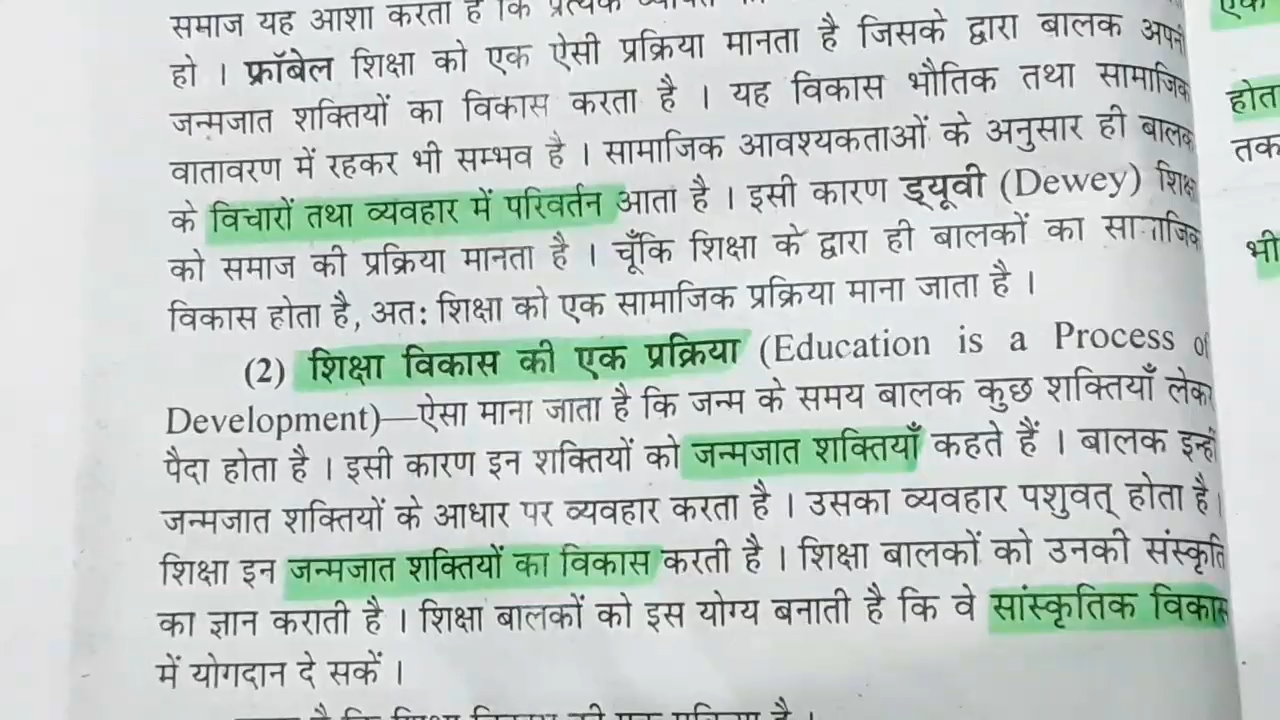 समाज यह आशा करता है कि प्रत्येक
हो । फ्रॉबेल शिक्षा को एक ऐसी प्रक्रिया मानता है जिसके द्वारा बालक अपनी
जन्मजात शक्तियों का विकास करता है । यह विकास भौतिक तथा सामाजिक
वातावरण में रहकर भी सम्भव है । सामाजिक आवश्यकताओं के अनुसार ही बालक
के विचारों तथा व्यवहार में परिवर्तन आता है । इसी कारण ड्यूवी (Dewey) शिक्षा
को समाज की प्रक्रिया मानता है । चूँकि शिक्षा के द्वारा ही बालकों का सामाजिक
विकास होता है, अत: शिक्षा को एक सामाजिक प्रक्रिया माना जाता है ।
(2) शिक्षा विकास की एक प्रक्रिया (Education is a Process of
Development)—ऐसा माना जाता है कि जन्म के समय बालक कुछ शक्तियाँ लेकर
पैदा होता है । इसी कारण इन शक्तियों को जन्मजात शक्तियाँ कहते हैं । बालक इन्हीं
जन्मजात शक्तियों के आधार पर व्यवहार करता है । उसका व्यवहार पशुवत् होता है ।
शिक्षा इन जन्मजात शक्तियों का विकास करती है । शिक्षा बालकों को उनकी संस्कृति
का ज्ञान कराती है । शिक्षा बालकों को इस योग्य बनाती है कि वे सांस्कृतिक विकास
में योगदान दे सकें ।
एक
होत
तक
भी